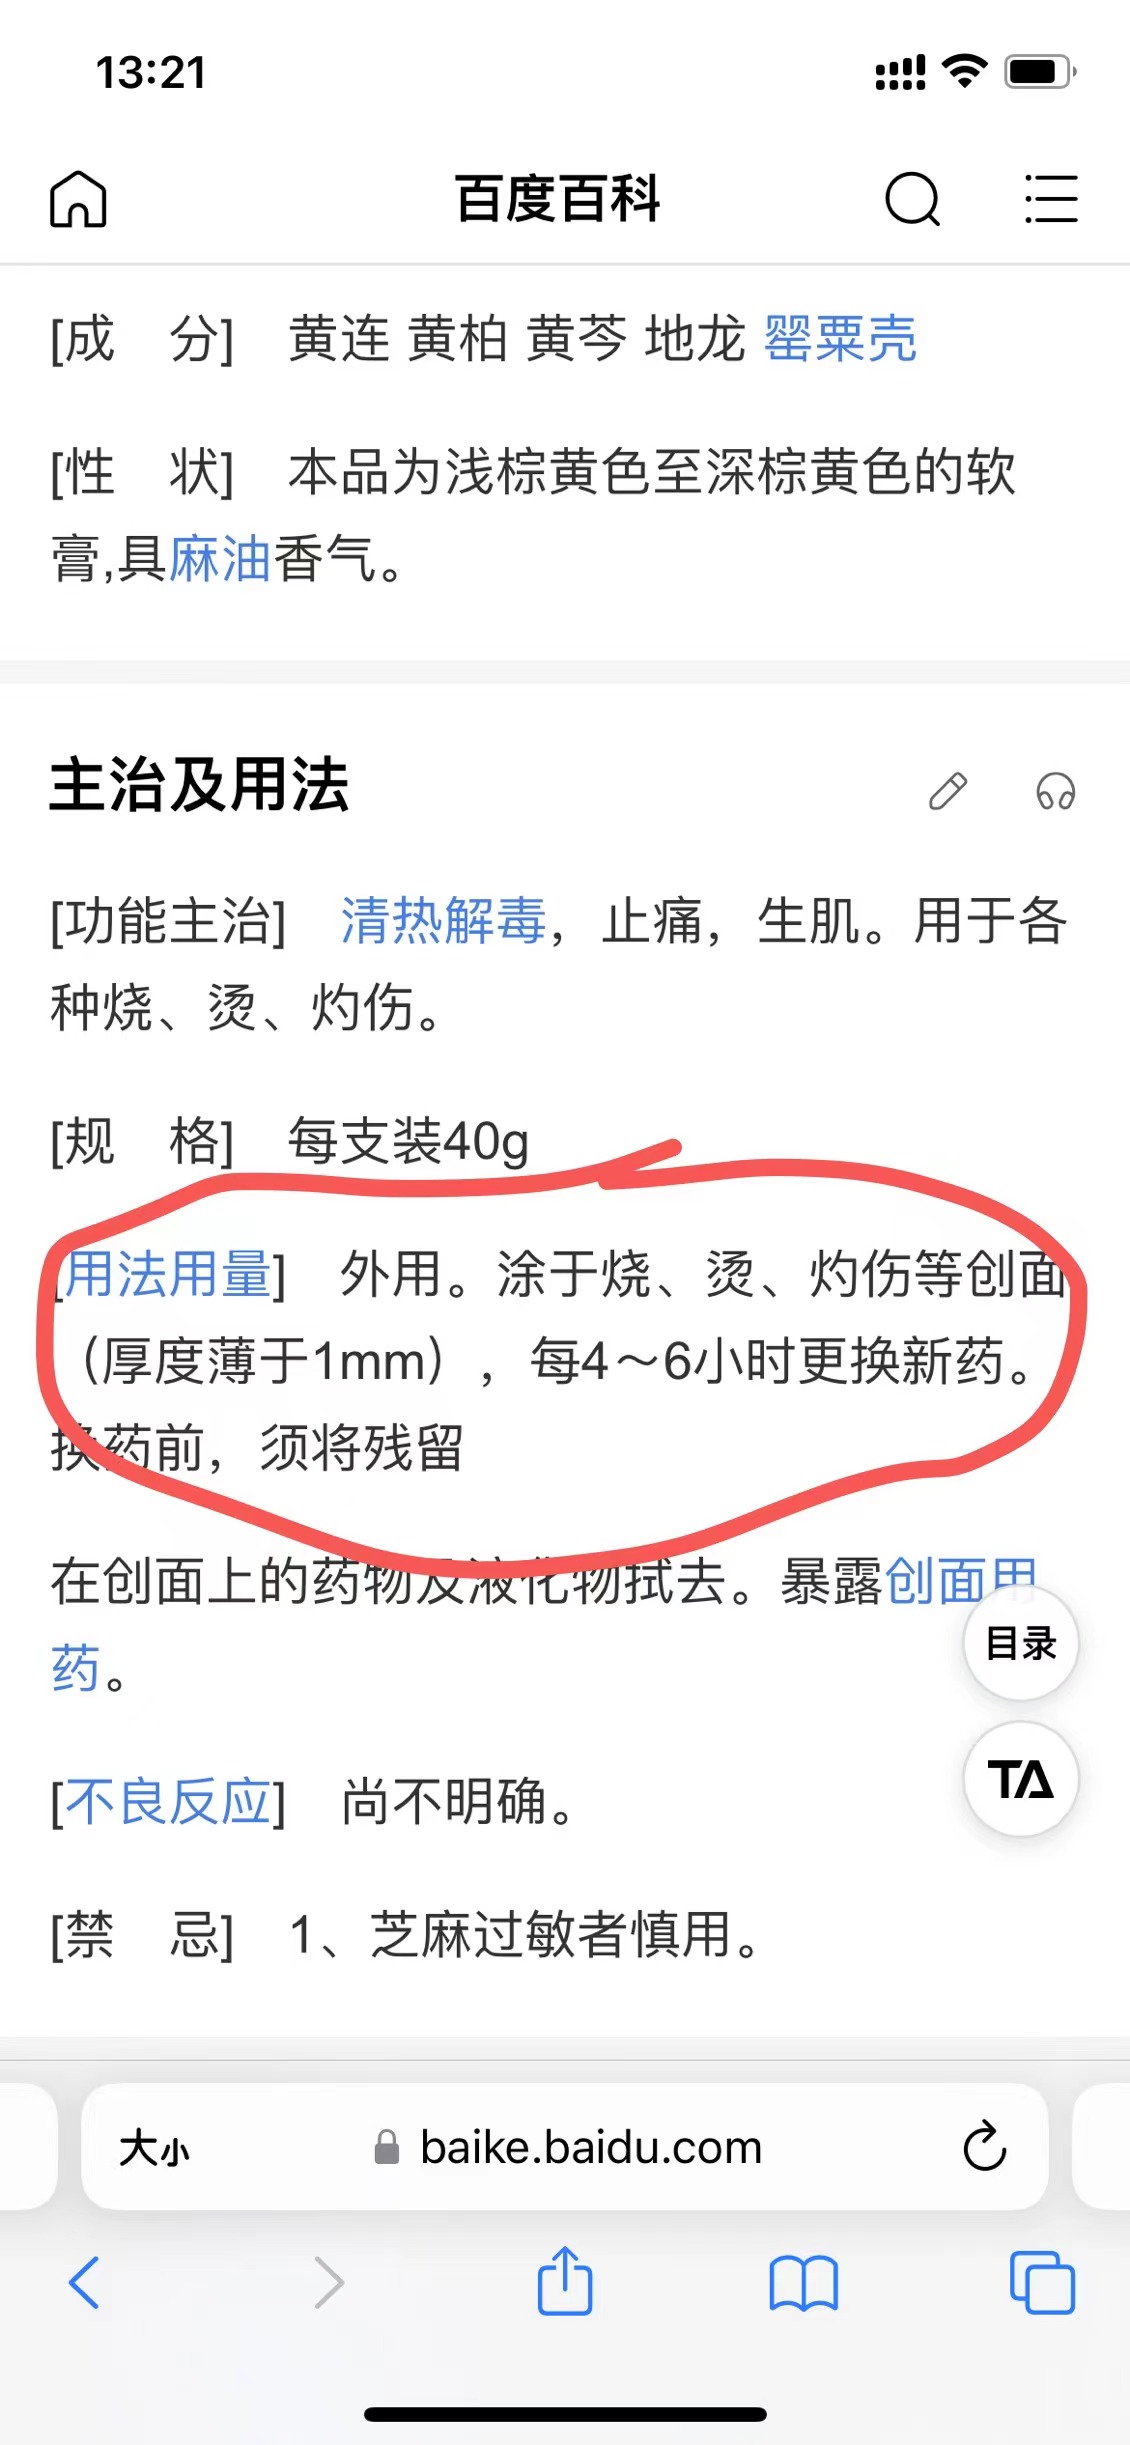 13:21
百度百科
[成　分]　黄连 黄柏 黄芩 地龙 罂粟壳
[性　状]　本品为浅棕黄色至深棕黄色的软
膏,具麻油香气。
主治及用法
[功能主治]　清热解毒，止痛，生肌。用于各
种烧、烫、灼伤。
[规　格]　每支装40g
[用法用量]　外用。涂于烧、烫、灼伤等创面
（厚度薄于1mm），每4～6小时更换新药。
换药前，须将残留
在创面上的药物及液化物拭去。暴露创面用
药。
目录
TA
[不良反应]　尚不明确。
[禁　忌]　1、芝麻过敏者慎用。
大小
baike.baidu.com